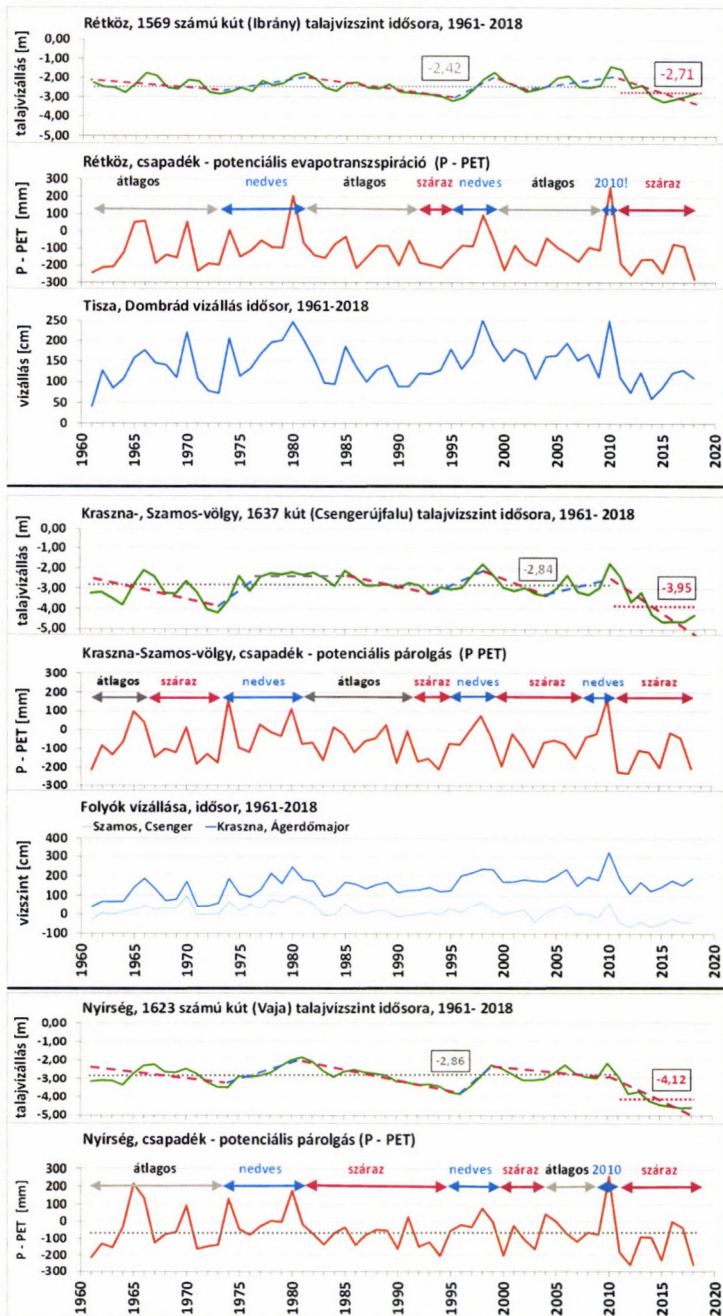 Rétköz, 1569 számú kút (Ibrány) talajvízszint idősora, 1961- 2018
talajvízállás [m]
0,00
-1,00
-2,00
-3,00
-4,00
-5,00
-2,42
-2,71
Rétköz, csapadék - potenciális evapotranszspiráció (P - PET)
P - PET [mm]
300
200
100
0
-100
-200
-300
átlagos
nedves
átlagos
száraz
nedves
átlagos
2010!
száraz
Tisza, Dombrád vízállás idősor, 1961-2018
vízállás [cm]
250
200
150
100
50
0
1960
1965
1970
1975
1980
1985
1990
1995
2000
2005
2010
2015
2020
Kraszna-, Szamos-völgy, 1637 kút (Csengerújfalu) talajvízszint idősora, 1961- 2018
talajvízállás [m]
0,00
-1,00
-2,00
-3,00
-4,00
-5,00
-2,84
-3,95
Kraszna-Szamos-völgy, csapadék - potenciális párolgás (P PET)
P - PET [mm]
300
200
100
0
-100
-200
-300
átlagos
száraz
nedves
átlagos
száraz
nedves
száraz
nedves
száraz
Folyók vízállása, idősor, 1961-2018
Szamos, Csenger
Kraszna, Ágerdőmajor
vízszint [cm]
400
300
200
100
0
-100
1960
1965
1970
1975
1980
1985
1990
1995
2000
2005
2010
2015
2020
Nyírség, 1623 számú kút (Vaja) talajvízszint idősora, 1961- 2018
talajvízállás [m]
0,00
-1,00
-2,00
-3,00
-4,00
-5,00
-2,86
-4,12
Nyírség, csapadék - potenciális párolgás (P - PET)
P - PET [mm]
300
200
100
0
-100
-200
-300
átlagos
nedves
száraz
nedves
száraz
átlagos
2010
száraz
1960
1965
1970
1975
1980
1985
1990
1995
2000
2005
2010
2015
2020